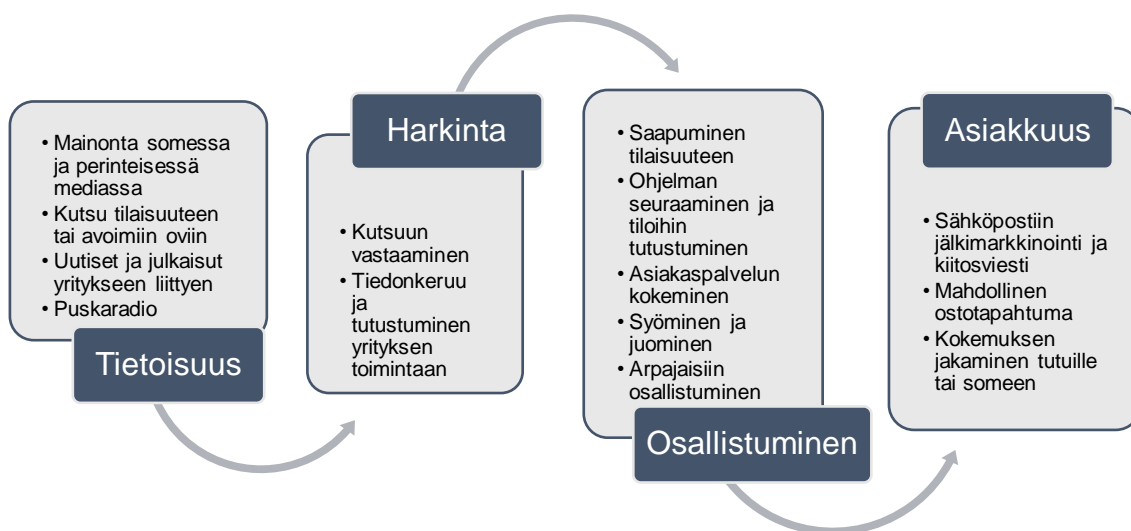 • Mainonta somessa
ja perinteisessä
mediassa
• Kutsu tilaisuuteen
tai avoimiin oviin
• Uutiset ja julkaisut
yritykseen liittyen
• Puskaradio
Tietoisuus
Harkinta
• Kutsuun
vastaaminen
• Tiedonkeruu
ja
tutustuminen
yrityksen
toimintaan
• Saapuminen
tilaisuuteen
• Ohjelman
seuraaminen ja
tiloihin
tutustuminen
• Asiakaspalvelun
kokeminen
• Syöminen ja
juominen
• Arpajaisiin
osallistuminen
Osallistuminen
Asiakkuus
• Sähköpostiin
jälkimarkkinointi ja
kiitosviesti
• Mahdollinen
ostotapahtuma
• Kokemuksen
jakaminen tutuille
tai someen